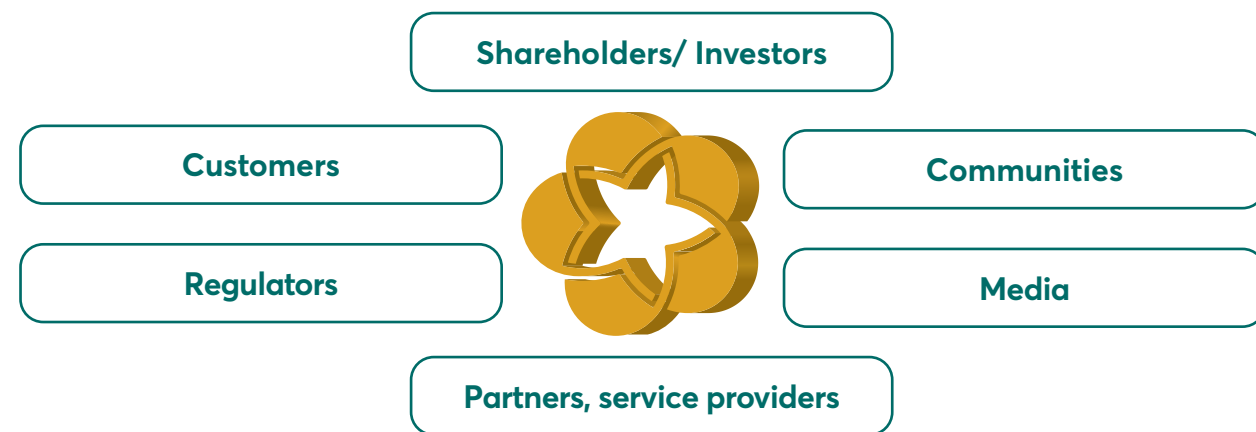 Shareholders/ Investors
Customers
Communities
Regulators
Media
Partners, service providers